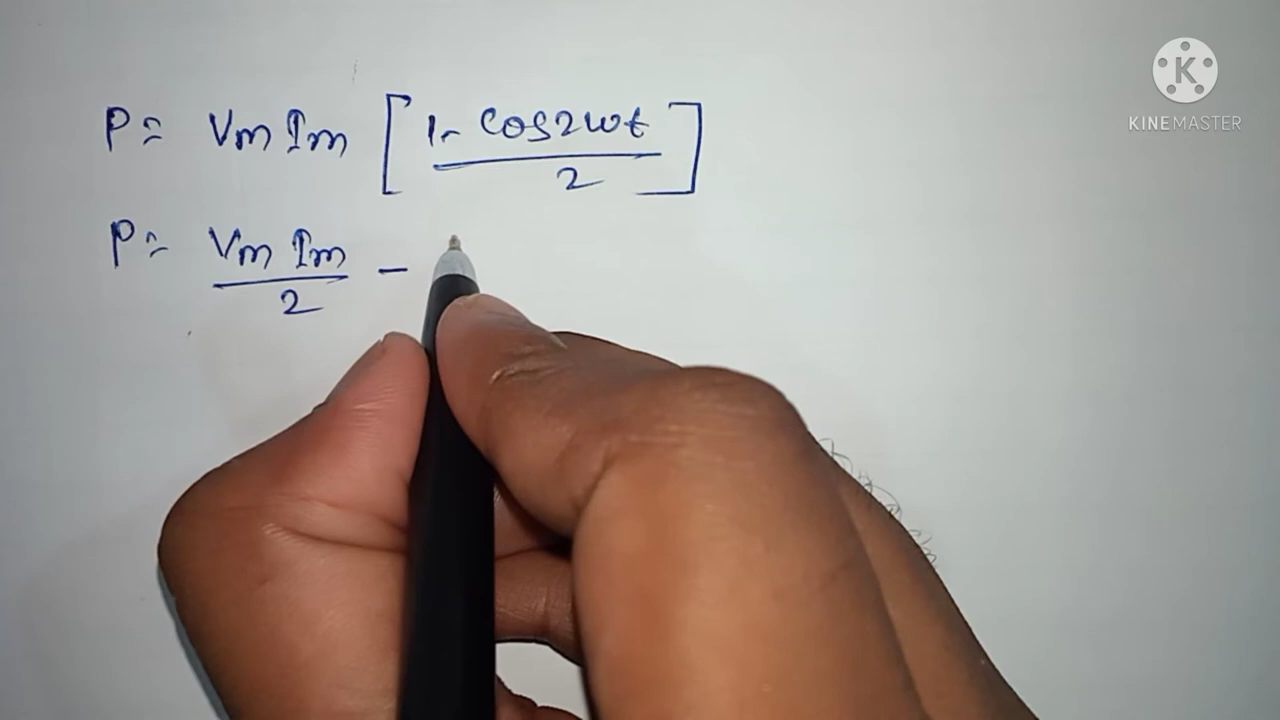 P = Vm Im [ 1 - cos2ωt / 2 ]
P = Vm Im / 2 -
K
KINEMASTER